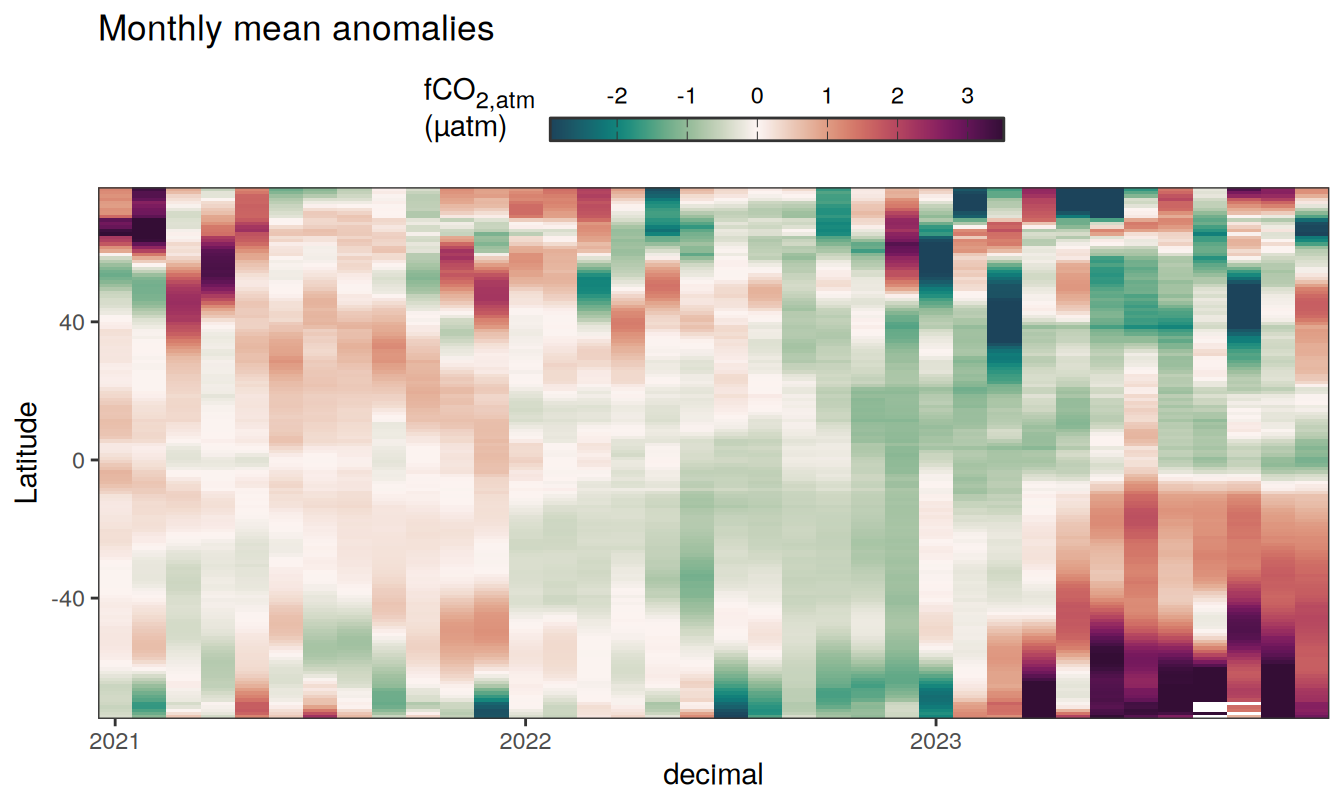 Monthly mean anomalies
fCO2,atm
(µatm)
-2 -1 0 1 2 3
Latitude
40
0
-40
2021 2022 2023
decimal